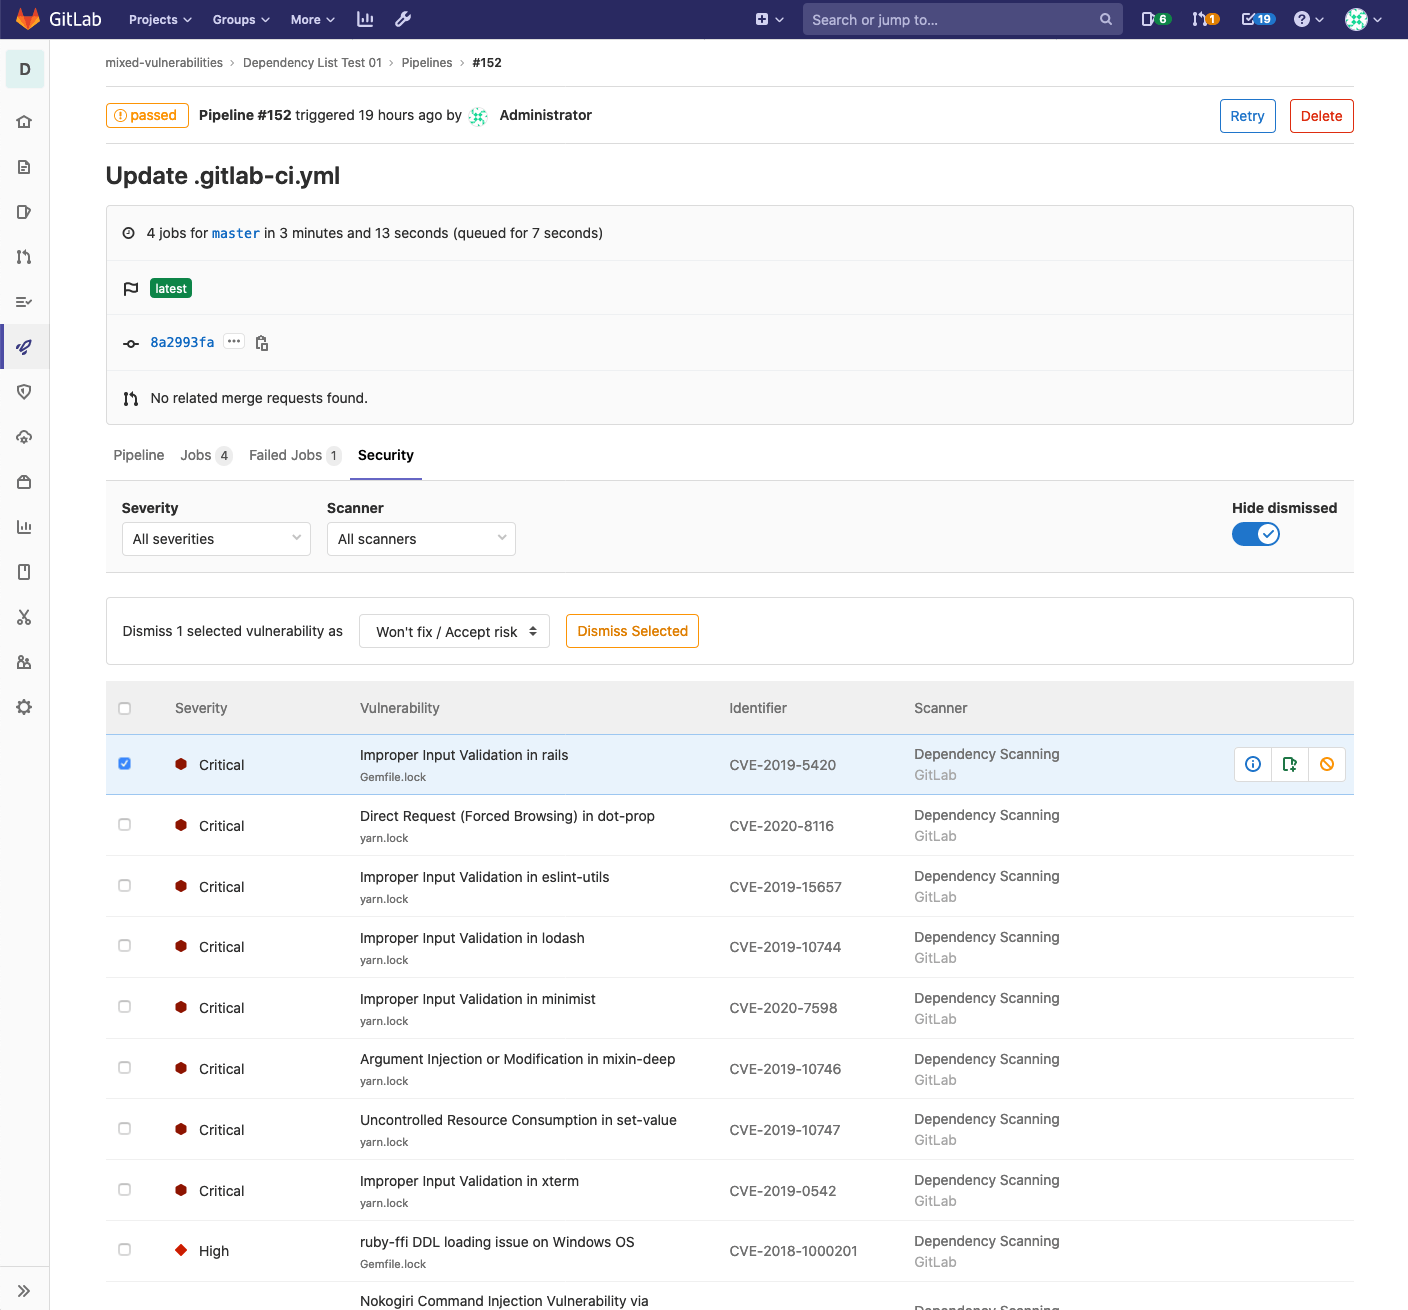 GitLab Projects Groups More Search or jump to... 6 1 19
D
mixed-vulnerabilities › Dependency List Test 01 › Pipelines › #152
passed Pipeline #152 triggered 19 hours ago by Administrator Retry Delete
Update .gitlab-ci.yml
4 jobs for master in 3 minutes and 13 seconds (queued for 7 seconds)
latest
8a2993fa ...
No related merge requests found.
Pipeline Jobs 4 Failed Jobs 1 Security
Severity Scanner Hide dismissed
All severities All scanners
Dismiss 1 selected vulnerability as Won't fix / Accept risk Dismiss Selected
Severity Vulnerability Identifier Scanner
Critical Improper Input Validation in rails CVE-2019-5420 Dependency Scanning
Gemfile.lock GitLab
Critical Direct Request (Forced Browsing) in dot-prop CVE-2020-8116 Dependency Scanning
yarn.lock GitLab
Critical Improper Input Validation in eslint-utils CVE-2019-15657 Dependency Scanning
yarn.lock GitLab
Critical Improper Input Validation in lodash CVE-2019-10744 Dependency Scanning
yarn.lock GitLab
Critical Improper Input Validation in minimist CVE-2020-7598 Dependency Scanning
yarn.lock GitLab
Critical Argument Injection or Modification in mixin-deep CVE-2019-10746 Dependency Scanning
yarn.lock GitLab
Critical Uncontrolled Resource Consumption in set-value CVE-2019-10747 Dependency Scanning
yarn.lock GitLab
Critical Improper Input Validation in xterm CVE-2019-0542 Dependency Scanning
yarn.lock GitLab
High ruby-ffi DDL loading issue on Windows OS CVE-2018-1000201 Dependency Scanning
Gemfile.lock GitLab
Nokogiri Command Injection Vulnerability via
Dependency Scanning